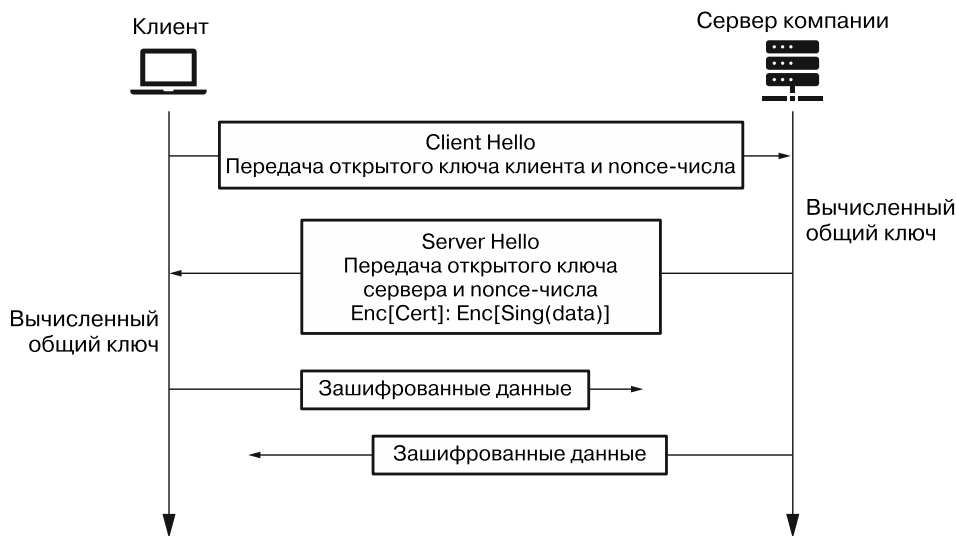 Клиент
Сервер компании
Client Hello
Передача открытого ключа клиента и nonce-числа
Вычисленный
общий ключ
Server Hello
Передача открытого ключа
сервера и nonce-числа
Enc[Cert]: Enc[Sing(data)]
Вычисленный
общий ключ
Зашифрованные данные
Зашифрованные данные